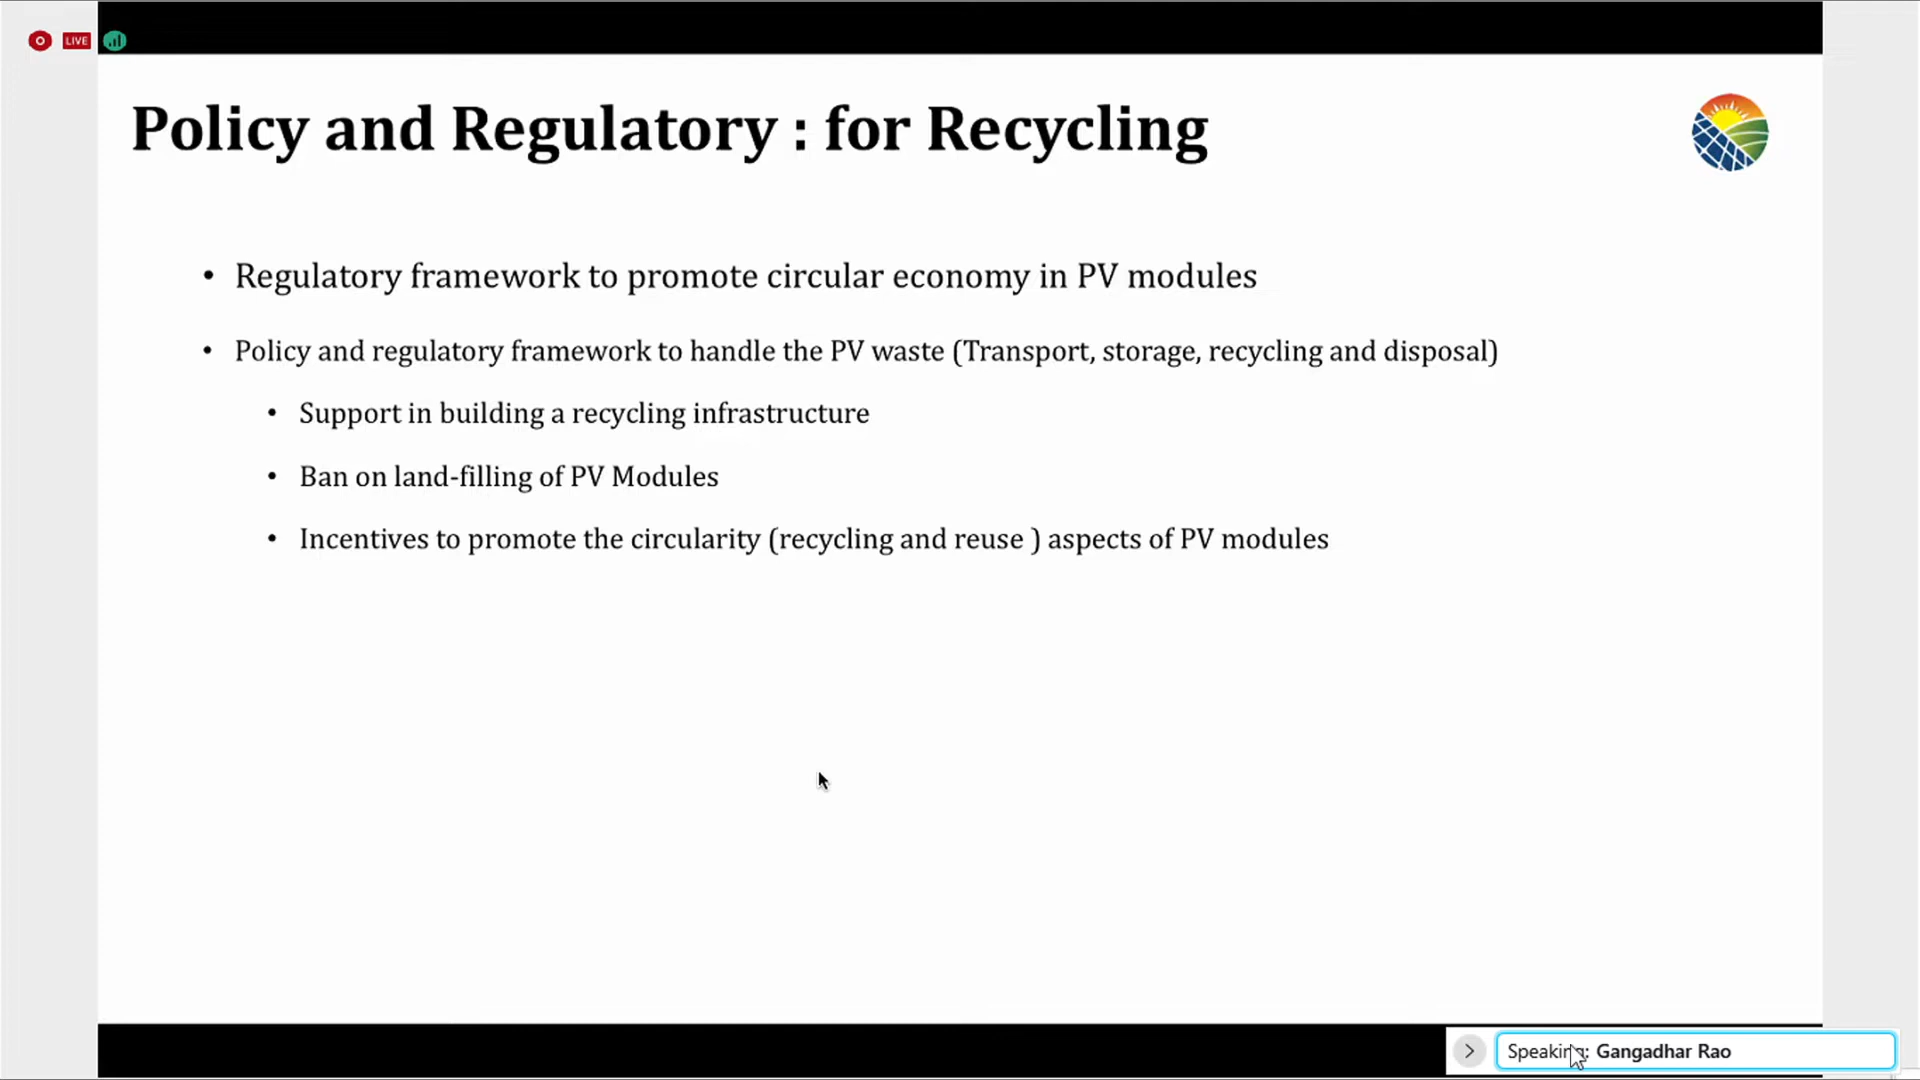 LIVE
Policy and Regulatory : for Recycling
• Regulatory framework to promote circular economy in PV modules
• Policy and regulatory framework to handle the PV waste (Transport, storage, recycling and disposal)
• Support in building a recycling infrastructure
• Ban on land-filling of PV Modules
• Incentives to promote the circularity (recycling and reuse ) aspects of PV modules
Speaking: Gangadhar Rao